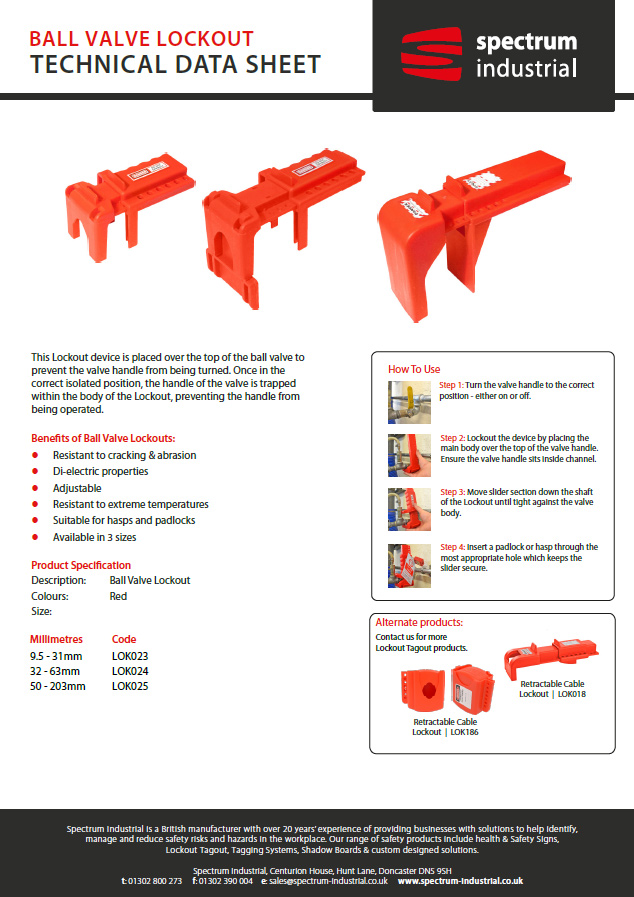 BALL VALVE LOCKOUT
TECHNICAL DATA SHEET
spectrum
industrial
This Lockout device is placed over the top of the ball valve to
prevent the valve handle from being turned. Once in the
correct isolated position, the handle of the valve is trapped
within the body of the Lockout, preventing the handle from
being operated.
Benefits of Ball Valve Lockouts:
• Resistant to cracking & abrasion
• Di-electric properties
• Adjustable
• Resistant to extreme temperatures
• Suitable for hasps and padlocks
• Available in 3 sizes
Product Specification
Description: Ball Valve Lockout
Colours: Red
Size:
Millimetres Code
9.5 - 31mm LOK023
32 - 63mm LOK024
50 - 203mm LOK025
How To Use
Step 1: Turn the valve handle to the correct
position - either on or off.
Step 2: Lockout the device by placing the
main body over the top of the valve handle.
Ensure the valve handle sits inside channel.
Step 3: Move slider section down the shaft
of the Lockout until tight against the valve
body.
Step 4: Insert a padlock or hasp through the
most appropriate hole which keeps the
slider secure.
Alternate products:
Contact us for more
Lockout Tagout products.
Retractable Cable
Lockout | LOK018
Retractable Cable
Lockout | LOK186
Spectrum Industrial is a British manufacturer with over 20 years' experience of providing businesses with solutions to help identify,
manage and reduce safety risks and hazards in the workplace. Our range of safety products include health & Safety Signs,
Lockout Tagout, Tagging Systems, Shadow Boards & custom designed solutions.
Spectrum Industrial, Centurion House, Hunt Lane, Doncaster DN5 9SH
t: 01302 800 273 f: 01302 390 004 e: sales@spectrum-industrial.co.uk www.spectrum-industrial.co.uk